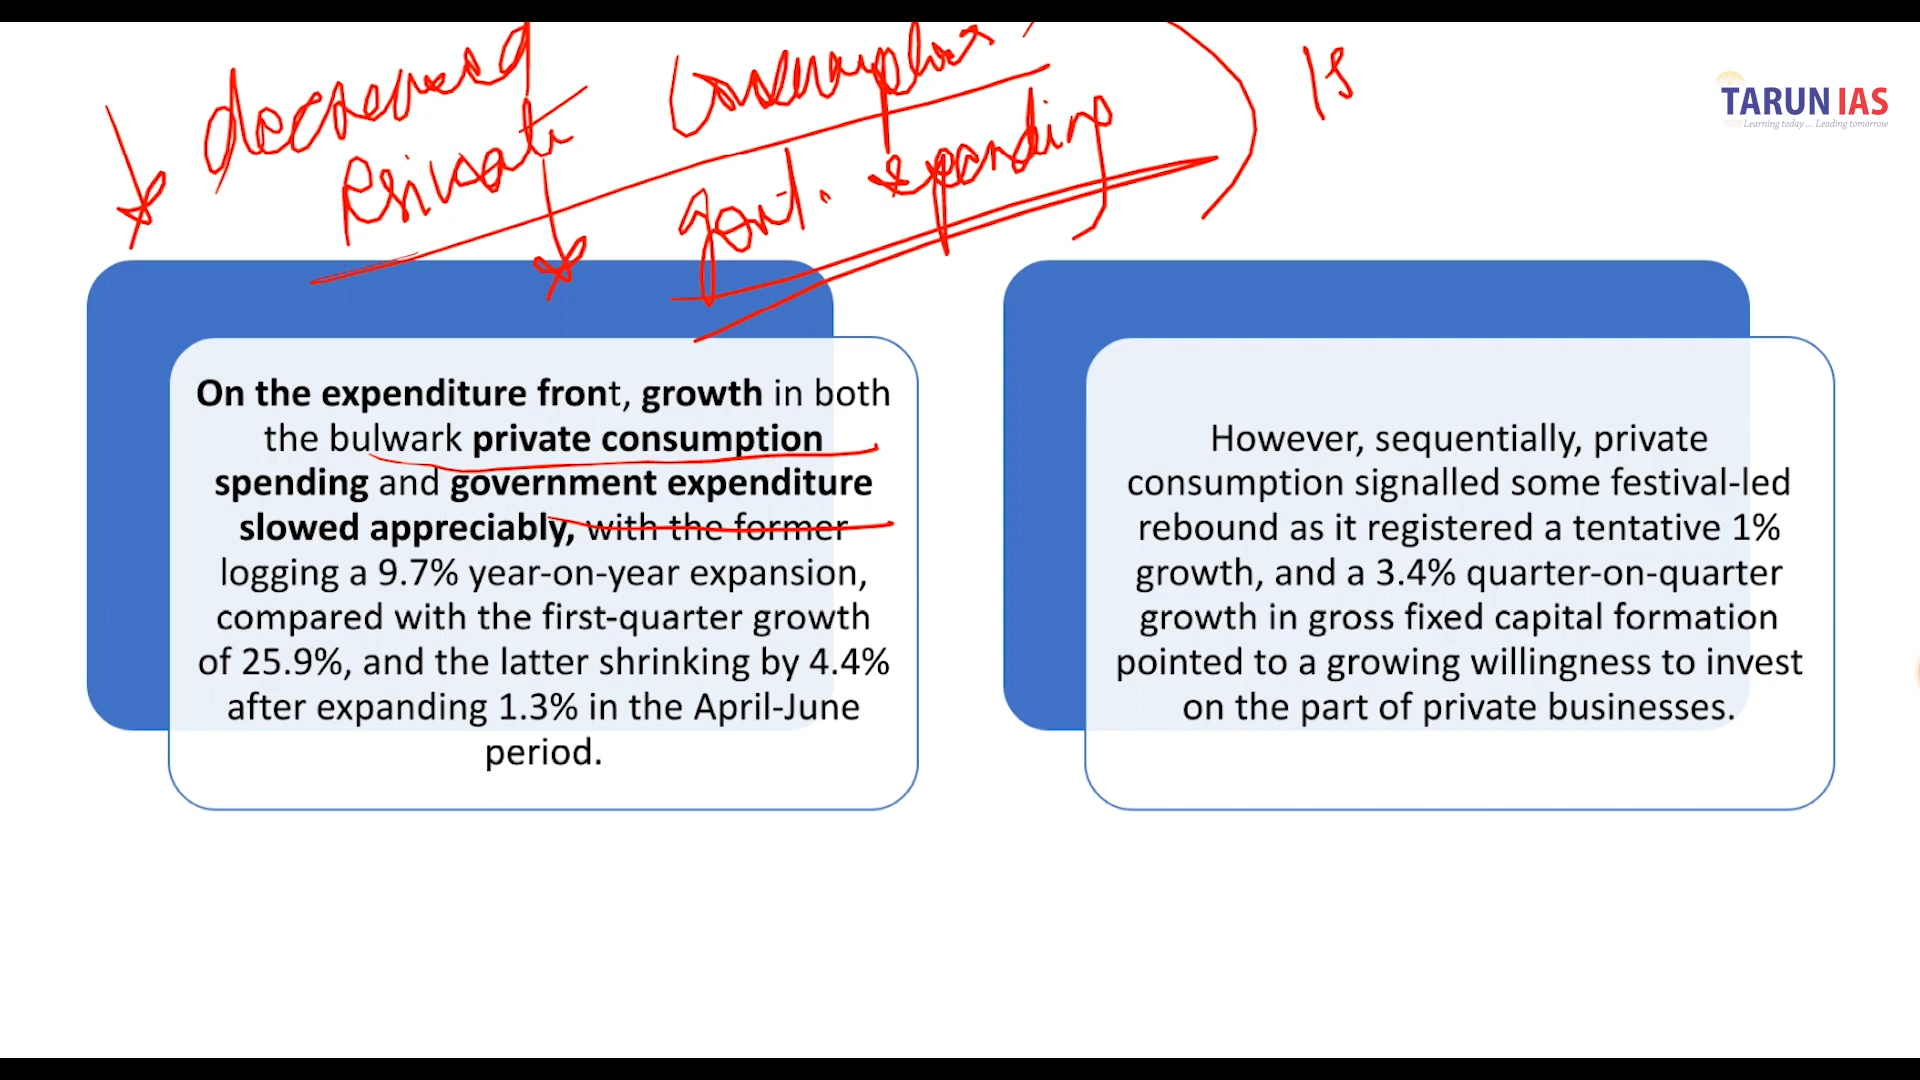 decreased consumption
Private govt. expanding
TARUN IAS
Learning today ... Leading tomorrow
On the expenditure front, growth in both
the bulwark private consumption
spending and government expenditure
slowed appreciably, with the former
logging a 9.7% year-on-year expansion,
compared with the first-quarter growth
of 25.9%, and the latter shrinking by 4.4%
after expanding 1.3% in the April-June
period.
However, sequentially, private
consumption signalled some festival-led
rebound as it registered a tentative 1%
growth, and a 3.4% quarter-on-quarter
growth in gross fixed capital formation
pointed to a growing willingness to invest
on the part of private businesses.